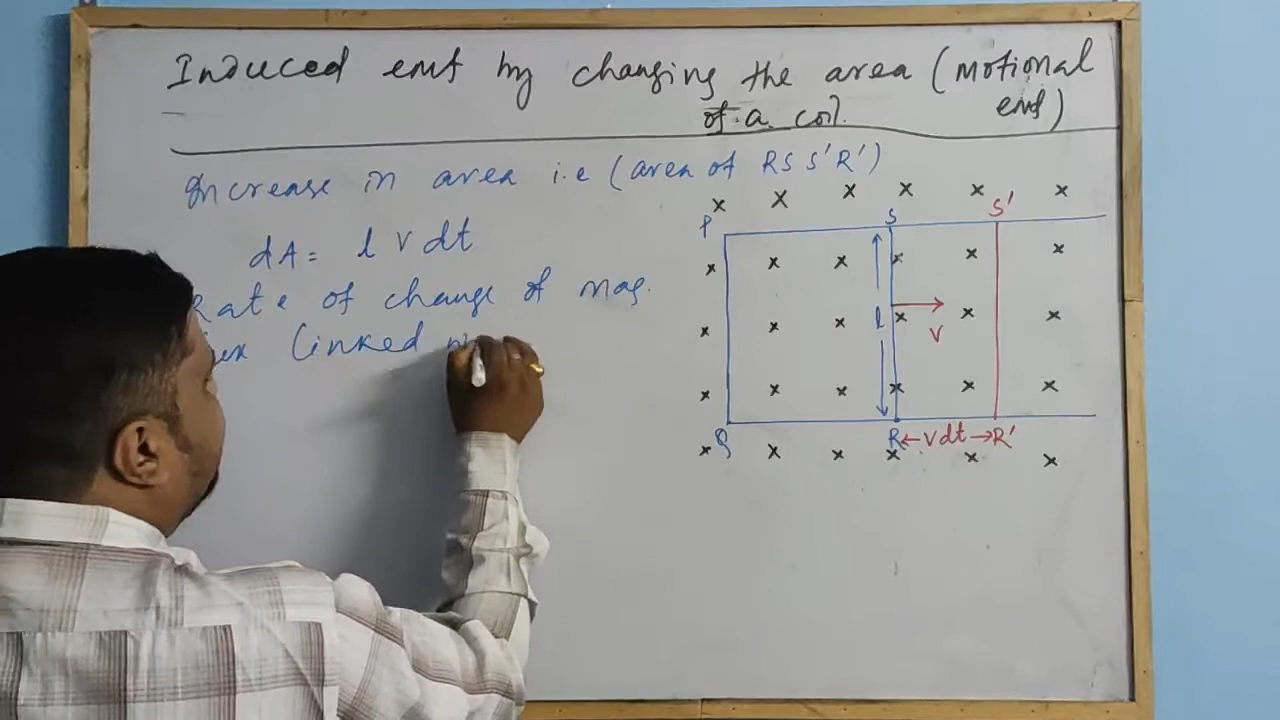 Induced emf by changing the area (motional
of a coil. emf)
Increase in area i.e (area of RS S'R')
dA = l v dt
Rate of change of mag.
linked
P S S'
l
V
Q R ←vdt→ R'